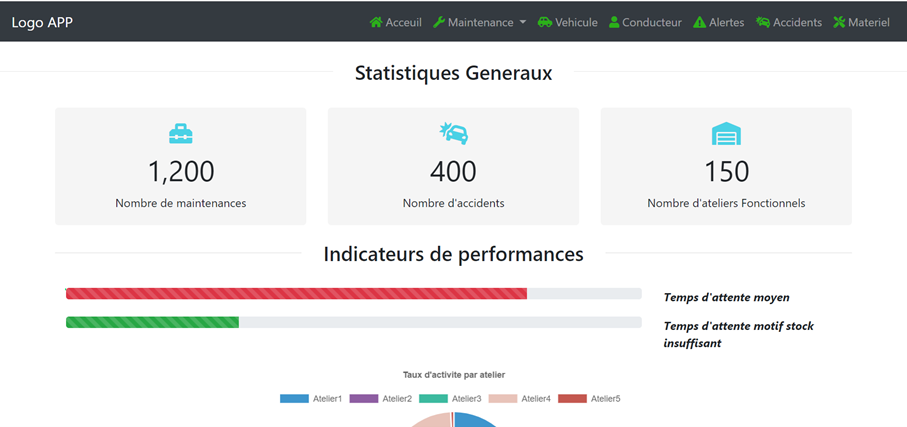 Logo APP Acceuil Maintenance Vehicule Conducteur Alertes Accidents Materiel
Statistiques Generaux
1,200 400 150
Nombre de maintenances Nombre d'accidents Nombre d'ateliers Fonctionnels
Indicateurs de performances
Temps d'attente moyen
Temps d'attente motif stock
insuffisant
Taux d'activite par atelier
Atelier1 Atelier2 Atelier3 Atelier4 Atelier5